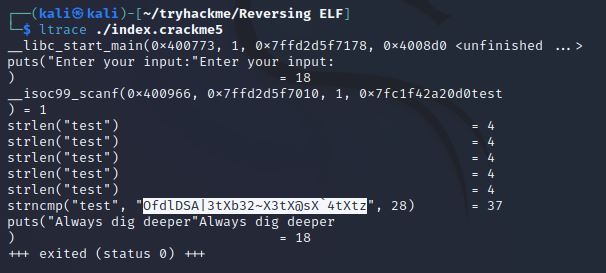 ┌──(kali㉿kali)-[~/tryhackme/Reversing ELF]
└─$ ltrace ./index.crackme5
__libc_start_main(0×400773, 1, 0×7ffd2d5f7178, 0×4008d0 <unfinished ...>
puts("Enter your input:"Enter your input:
) = 18
__isoc99_scanf(0×400966, 0×7ffd2d5f7010, 1, 0×7fc1f42a20d0test
) = 1
strlen("test") = 4
strlen("test") = 4
strlen("test") = 4
strlen("test") = 4
strlen("test") = 4
strncmp("test", "OfdlDSA|3tXb32~X3tX@sX`4tXtz", 28) = 37
puts("Always dig deeper"Always dig deeper
) = 18
+++ exited (status 0) +++